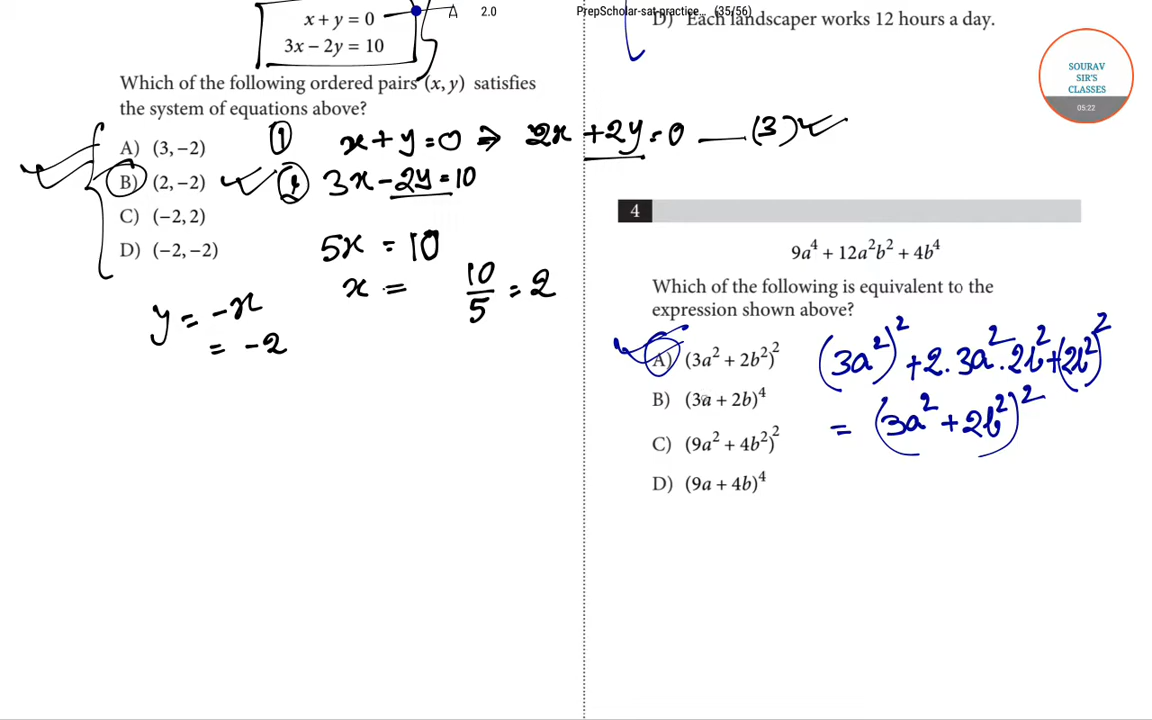 x + y = 0
3x − 2y = 10
A 2.0
Which of the following ordered pairs (x, y) satisfies
the system of equations above?
A) (3, −2)
B) (2, −2)
C) (−2, 2)
D) (−2, −2)
① x + y = 0 ⇒ 2x + 2y = 0 — (3)
② 3x − 2y = 10
5x = 10
x = 10/5 = 2
y = −x
= −2
PrepScholar-sat-practice... (35/56)
D) Each landscaper works 12 hours a day.
SOURAV
SIR'S
CLASSES
05:22
4
9a⁴ + 12a²b² + 4b⁴
Which of the following is equivalent to the
expression shown above?
A) (3a² + 2b²)²
B) (3a + 2b)⁴
C) (9a² + 4b²)²
D) (9a + 4b)⁴
(3a²)² + 2·3a²·2b² + (2b²)²
= (3a² + 2b²)²